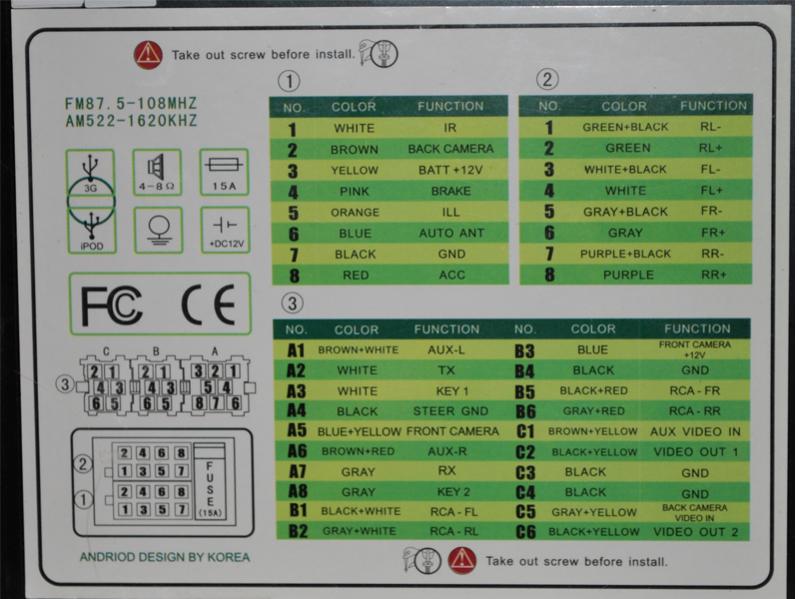 Take out screw before install.
FM87.5-108MHZ
AM522-1620KHZ
3G
4-8Ω
15A
iPOD
+DC12V
FC CE
①
NO. COLOR FUNCTION
1 WHITE IR
2 BROWN BACK CAMERA
3 YELLOW BATT +12V
4 PINK BRAKE
5 ORANGE ILL
6 BLUE AUTO ANT
7 BLACK GND
8 RED ACC
②
NO. COLOR FUNCTION
1 GREEN+BLACK RL-
2 GREEN RL+
3 WHITE+BLACK FL-
4 WHITE FL+
5 GRAY+BLACK FR-
6 GRAY FR+
7 PURPLE+BLACK RR-
8 PURPLE RR+
③
NO. COLOR FUNCTION NO. COLOR FUNCTION
A1 BROWN+WHITE AUX-L B3 BLUE FRONT CAMERA +12V
A2 WHITE TX B4 BLACK GND
A3 WHITE KEY 1 B5 BLACK+RED RCA - FR
A4 BLACK STEER GND B6 GRAY+RED RCA - RR
A5 BLUE+YELLOW FRONT CAMERA C1 BROWN+YELLOW AUX VIDEO IN
A6 BROWN+RED AUX-R C2 BLACK+YELLOW VIDEO OUT 1
A7 GRAY RX C3 BLACK GND
A8 GRAY KEY 2 C4 BLACK GND
B1 BLACK+WHITE RCA - FL C5 GRAY+YELLOW BACK CAMERA VIDEO IN
B2 GRAY+WHITE RCA - RL C6 BLACK+YELLOW VIDEO OUT 2
C B A
2 1 2 1 3 2 1
③ 4 3 4 3 5 4
6 5 6 5 8 7 6
② 2 4 6 8
1 3 5 7
① 2 4 6 8
1 3 5 7
FUSE
(15A)
ANDRIOD DESIGN BY KOREA
Take out screw before install.